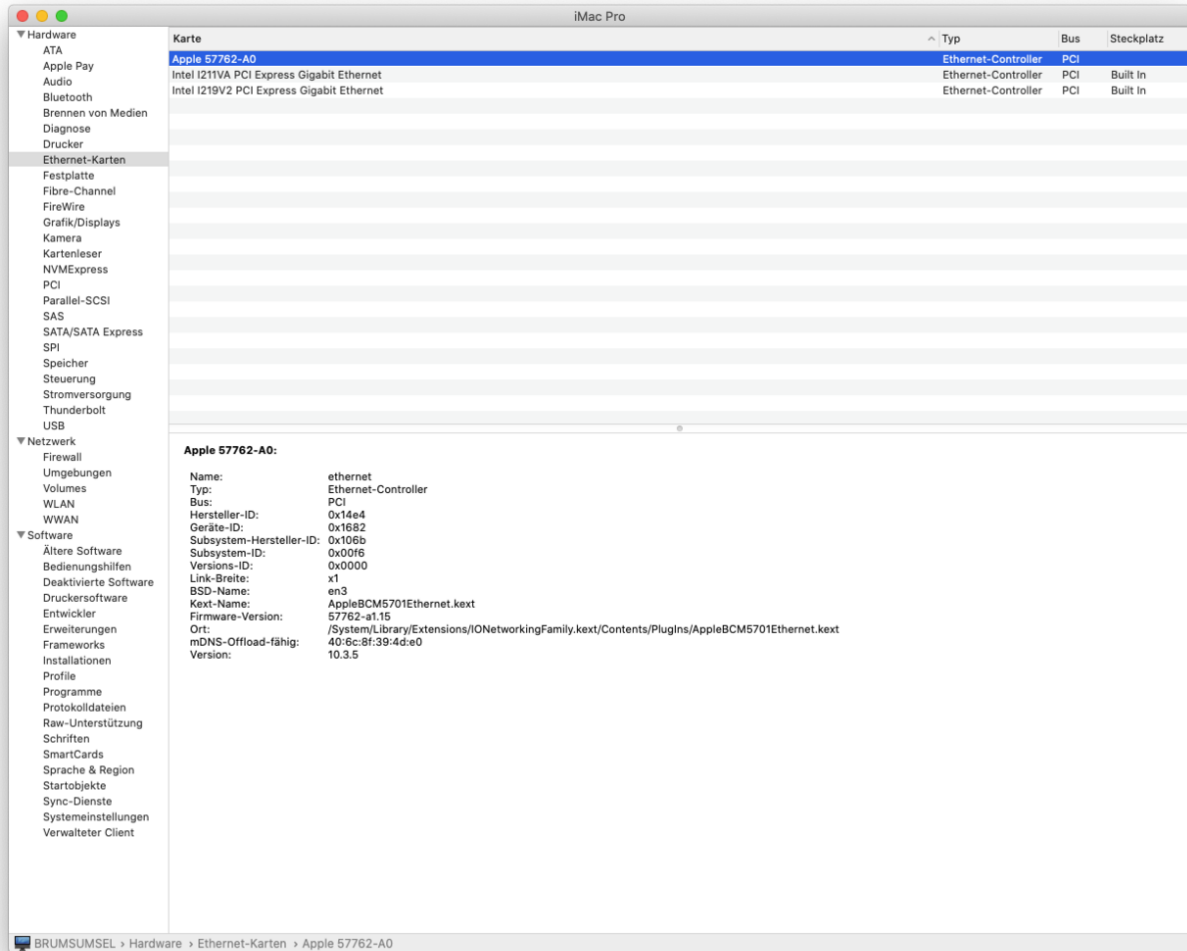 iMac Pro
Hardware
ATA
Apple Pay
Audio
Bluetooth
Brennen von Medien
Diagnose
Drucker
Ethernet-Karten
Festplatte
Fibre-Channel
FireWire
Grafik/Displays
Kamera
Kartenleser
NVMExpress
PCI
Parallel-SCSI
SAS
SATA/SATA Express
SPI
Speicher
Steuerung
Stromversorgung
Thunderbolt
USB
Netzwerk
Firewall
Umgebungen
Volumes
WLAN
WWAN
Software
Ältere Software
Bedienungshilfen
Deaktivierte Software
Druckersoftware
Entwickler
Erweiterungen
Frameworks
Installationen
Profile
Programme
Protokolldateien
Raw-Unterstützung
Schriften
SmartCards
Sprache & Region
Startobjekte
Sync-Dienste
Systemeinstellungen
Verwalteter Client
Karte Typ Bus Steckplatz
Apple 57762-A0 Ethernet-Controller PCI
Intel I211VA PCI Express Gigabit Ethernet Ethernet-Controller PCI Built In
Intel I219V2 PCI Express Gigabit Ethernet Ethernet-Controller PCI Built In
Apple 57762-A0:
Name: ethernet
Typ: Ethernet-Controller
Bus: PCI
Hersteller-ID: 0x14e4
Geräte-ID: 0x1682
Subsystem-Hersteller-ID: 0x106b
Subsystem-ID: 0x00f6
Versions-ID: 0x0000
Link-Breite: x1
BSD-Name: en3
Kext-Name: AppleBCM5701Ethernet.kext
Firmware-Version: 57762-a1.15
Ort: /System/Library/Extensions/IONetworkingFamily.kext/Contents/PlugIns/AppleBCM5701Ethernet.kext
mDNS-Offload-fähig: 40:6c:8f:39:4d:e0
Version: 10.3.5
BRUMSUMSEL › Hardware › Ethernet-Karten › Apple 57762-A0